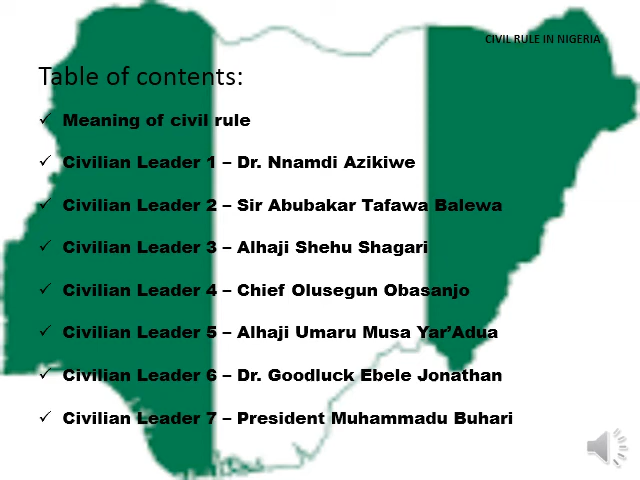 CIVIL RULE IN NIGERIA
Table of contents:
✓ Meaning of civil rule
✓ Civilian Leader 1 – Dr. Nnamdi Azikiwe
✓ Civilian Leader 2 – Sir Abubakar Tafawa Balewa
✓ Civilian Leader 3 – Alhaji Shehu Shagari
✓ Civilian Leader 4 – Chief Olusegun Obasanjo
✓ Civilian Leader 5 – Alhaji Umaru Musa Yar’Adua
✓ Civilian Leader 6 – Dr. Goodluck Ebele Jonathan
✓ Civilian Leader 7 – President Muhammadu Buhari